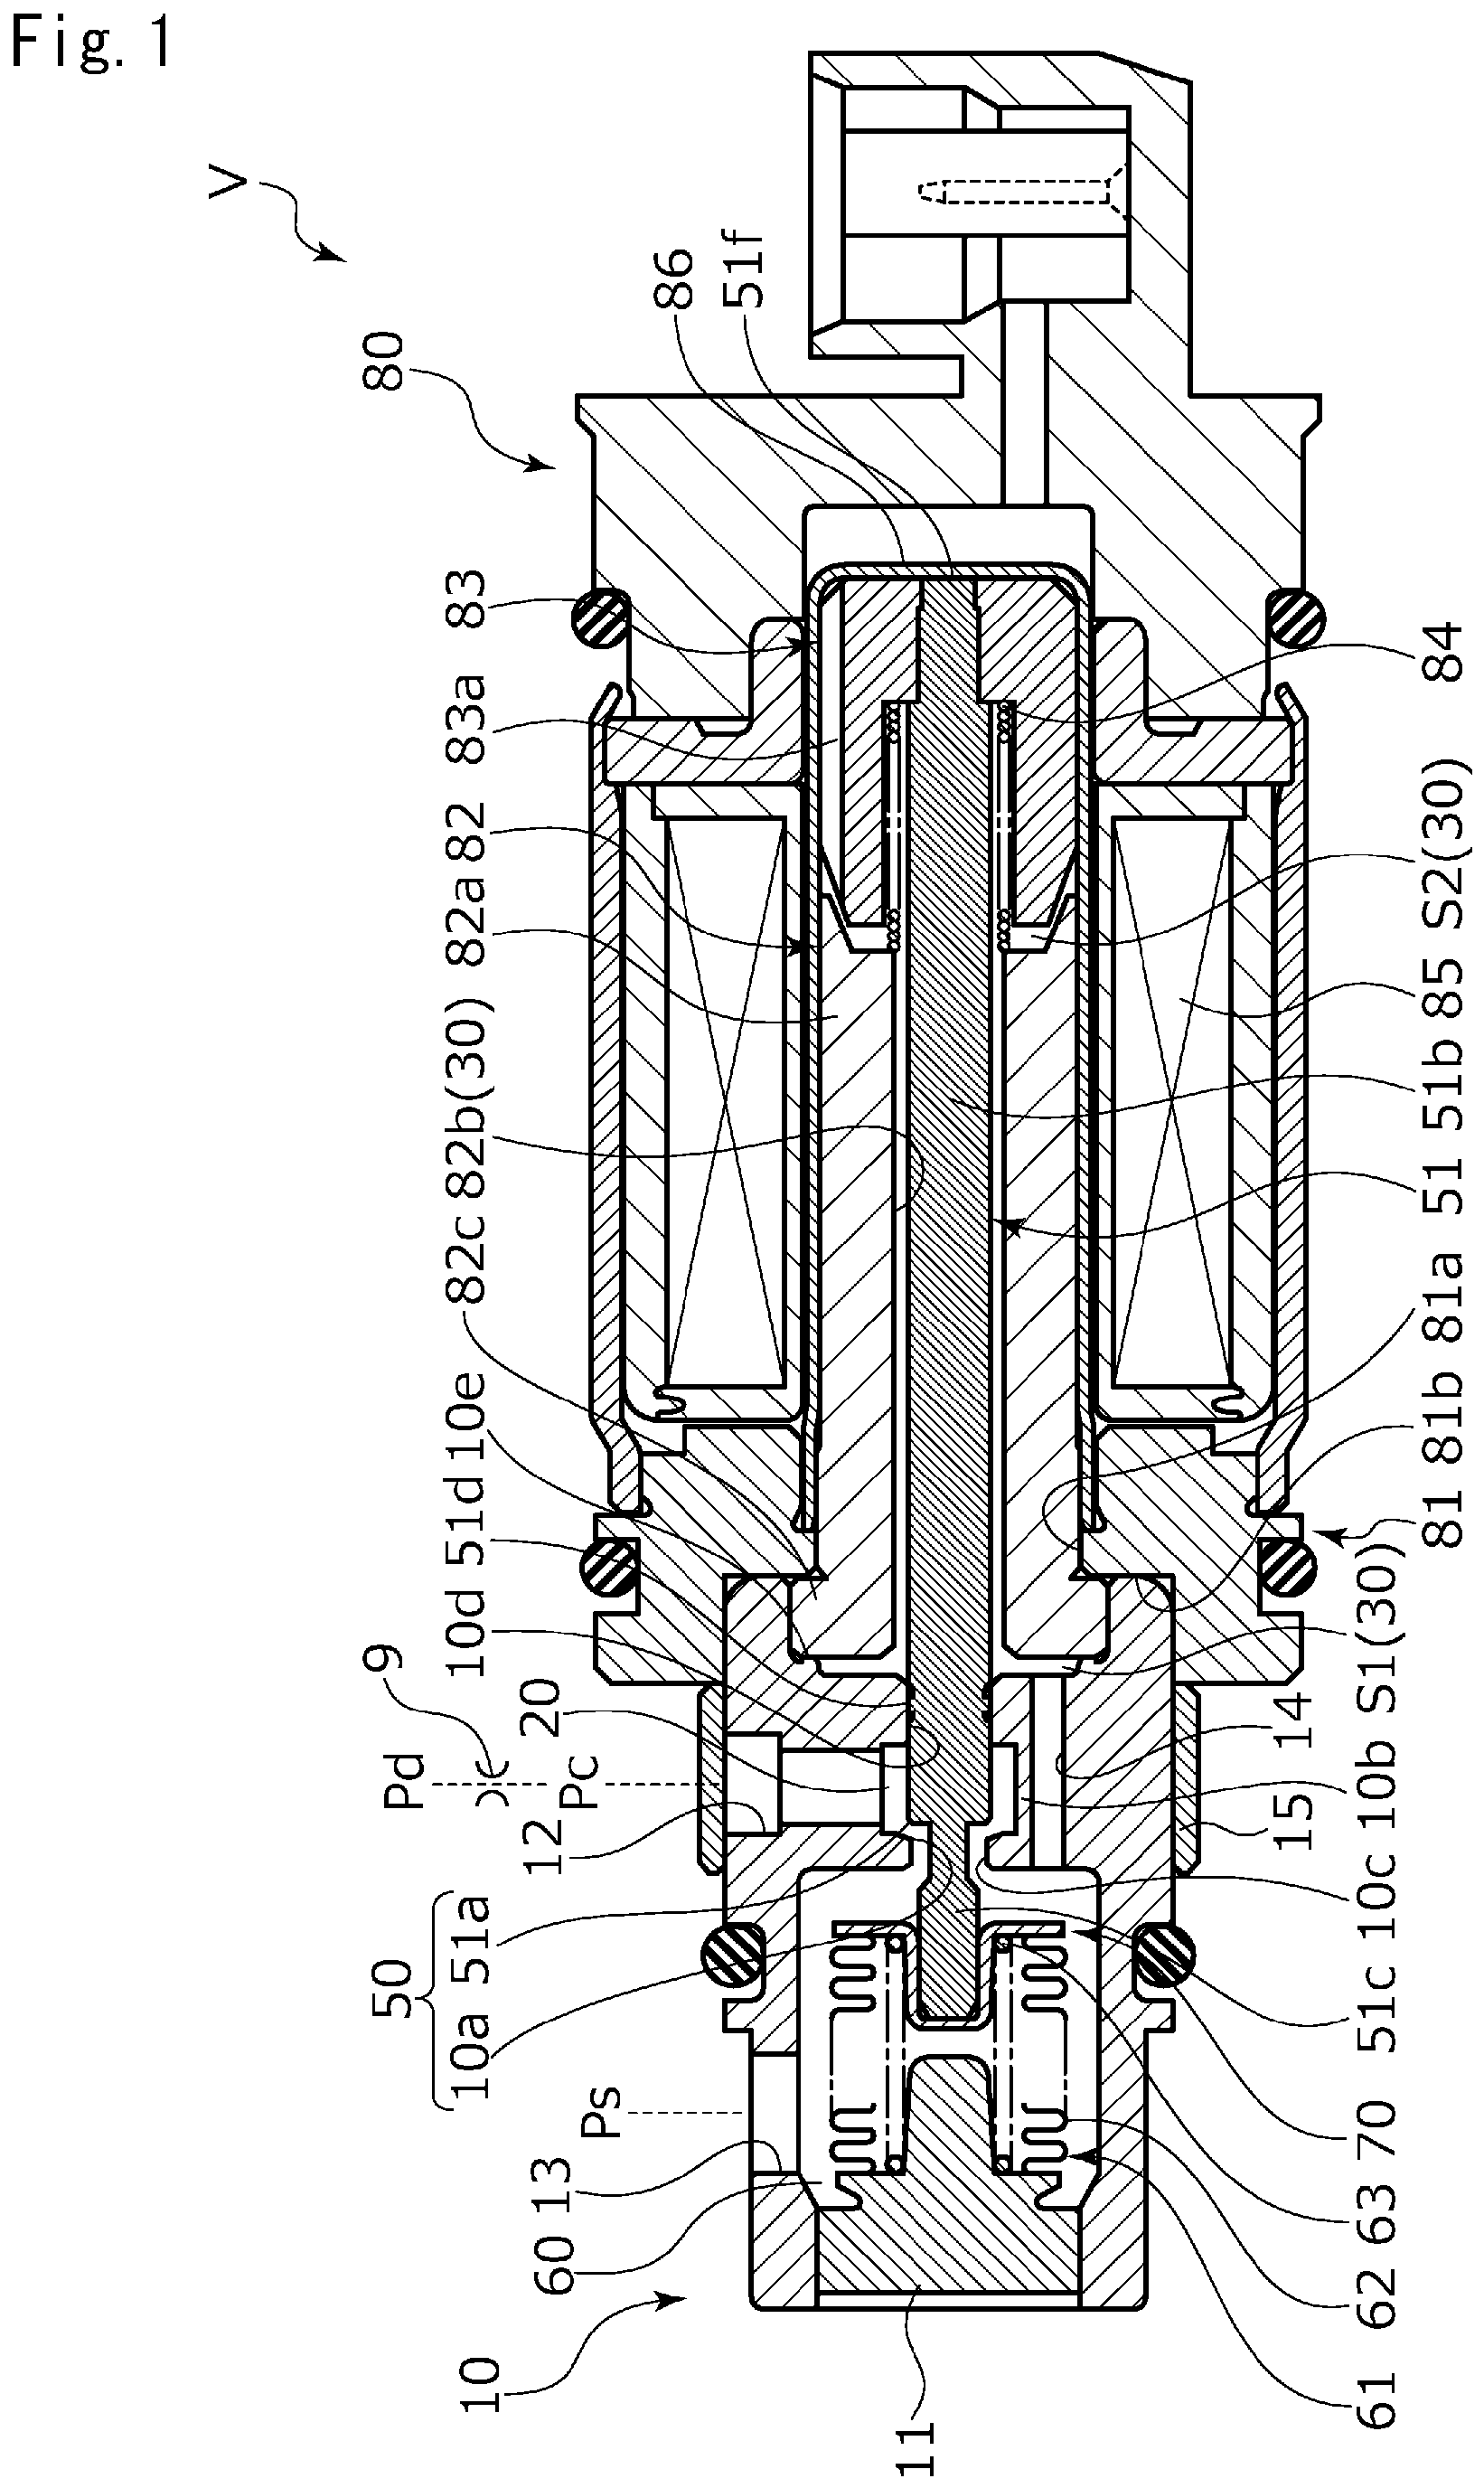 Fig. 1
V
80
86
51f
83
83a
82
82a
82b(30)
82c
10e
51d
10d
20
9
Pd
Pc
12
50
51a
10a
Ps
13
60
10
11
84
S2(30)
85
51b
51
81a
81b
81
S1(30)
14
10b
15
10c
51c
70
63
62
61